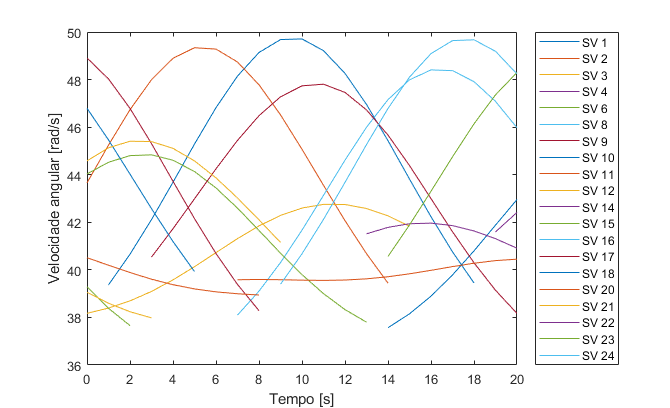 50
48
46
44
42
40
38
36
Velocidade angular [rad/s]
0 2 4 6 8 10 12 14 16 18 20
Tempo [s]
SV 1
SV 2
SV 3
SV 4
SV 6
SV 8
SV 9
SV 10
SV 11
SV 12
SV 14
SV 15
SV 16
SV 17
SV 18
SV 20
SV 21
SV 22
SV 23
SV 24